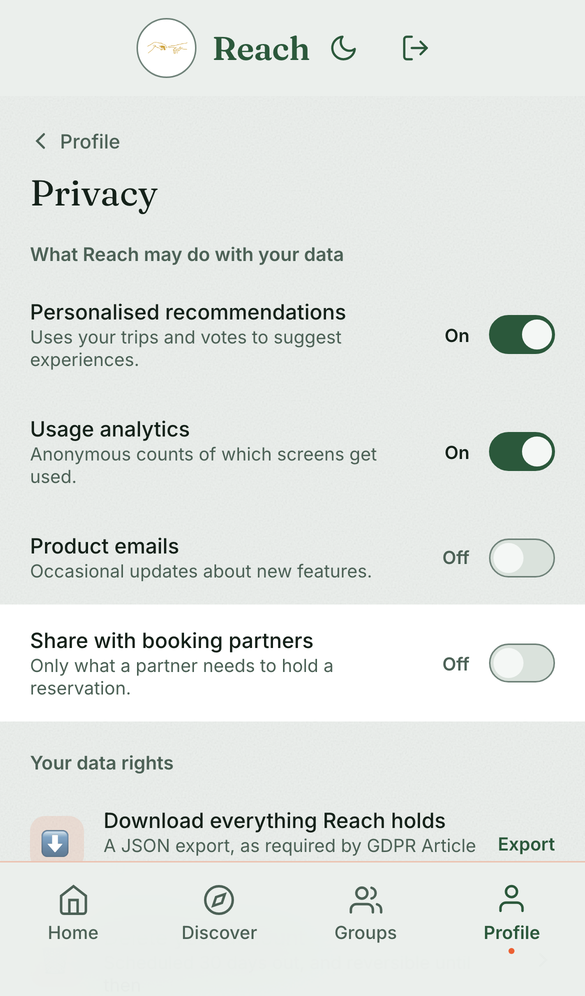 Reach
Profile
Privacy
What Reach may do with your data
Personalised recommendations
Uses your trips and votes to suggest
experiences.
On
Usage analytics
Anonymous counts of which screens get
used.
On
Product emails
Occasional updates about new features.
Off
Share with booking partners
Only what a partner needs to hold a
reservation.
Off
Your data rights
Download everything Reach holds
A JSON export, as required by GDPR Article
Export
Home
Discover
Groups
Profile